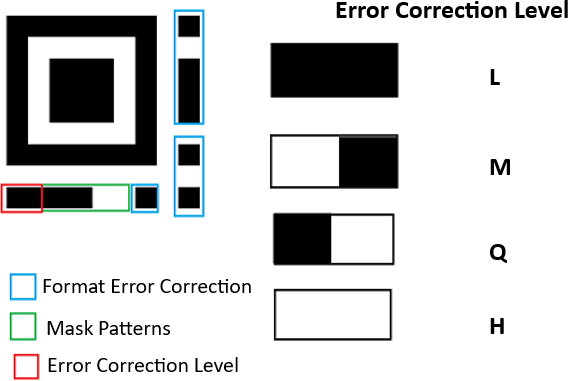 Error Correction Level
L
M
Q
H
Format Error Correction
Mask Patterns
Error Correction Level